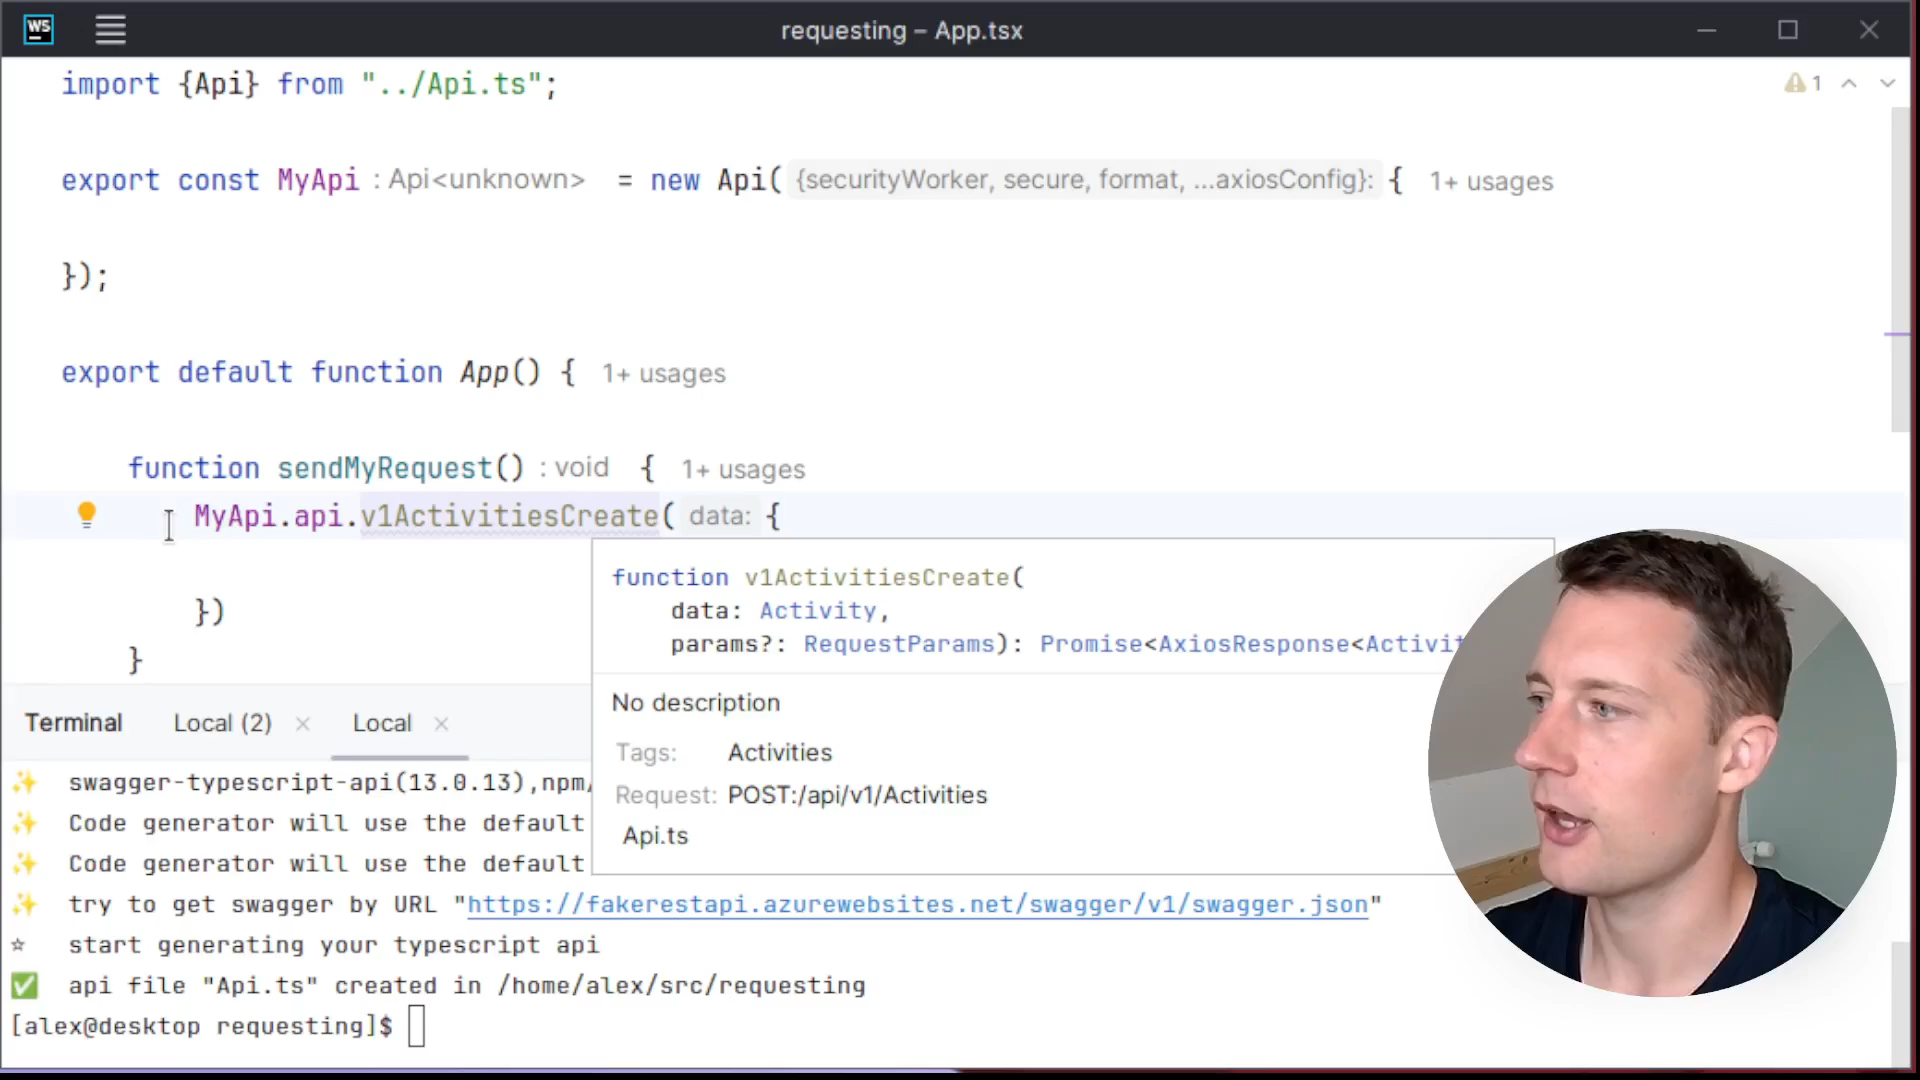 WS
requesting – App.tsx
import {Api} from "../Api.ts";
1
export const MyApi : Api<unknown> = new Api( {securityWorker, secure, format, ...axiosConfig}: { 1+ usages
});
export default function App() { 1+ usages
function sendMyRequest() : void { 1+ usages
MyApi.api.v1ActivitiesCreate( data: {
})
}
function v1ActivitiesCreate(
data: Activity,
params?: RequestParams): Promise<AxiosResponse<Activit
No description
Tags: Activities
Request: POST:/api/v1/Activities
Api.ts
Terminal Local (2) × Local ×
✨ swagger-typescript-api(13.0.13),npm/
✨ Code generator will use the default
✨ Code generator will use the default
✨ try to get swagger by URL "https://fakerestapi.azurewebsites.net/swagger/v1/swagger.json"
☆ start generating your typescript api
✅ api file "Api.ts" created in /home/alex/src/requesting
[alex@desktop requesting]$